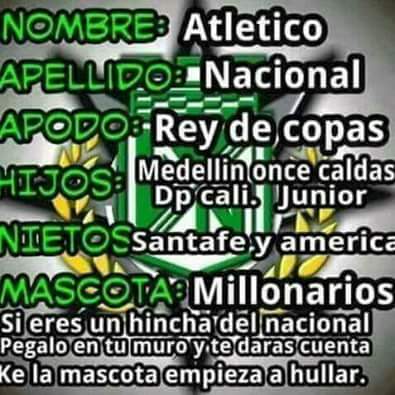 NOMBRE: Atletico
APELLIDO: Nacional
APODO: Rey de copas
HIJOS: Medellin once caldas
Dp cali. Junior
NIETOS Santafe y america
MASCOTA: Millonarios
Si eres un hincha del nacional
Pegalo en tu muro y te daras cuenta
Ke la mascota empieza a hullar.